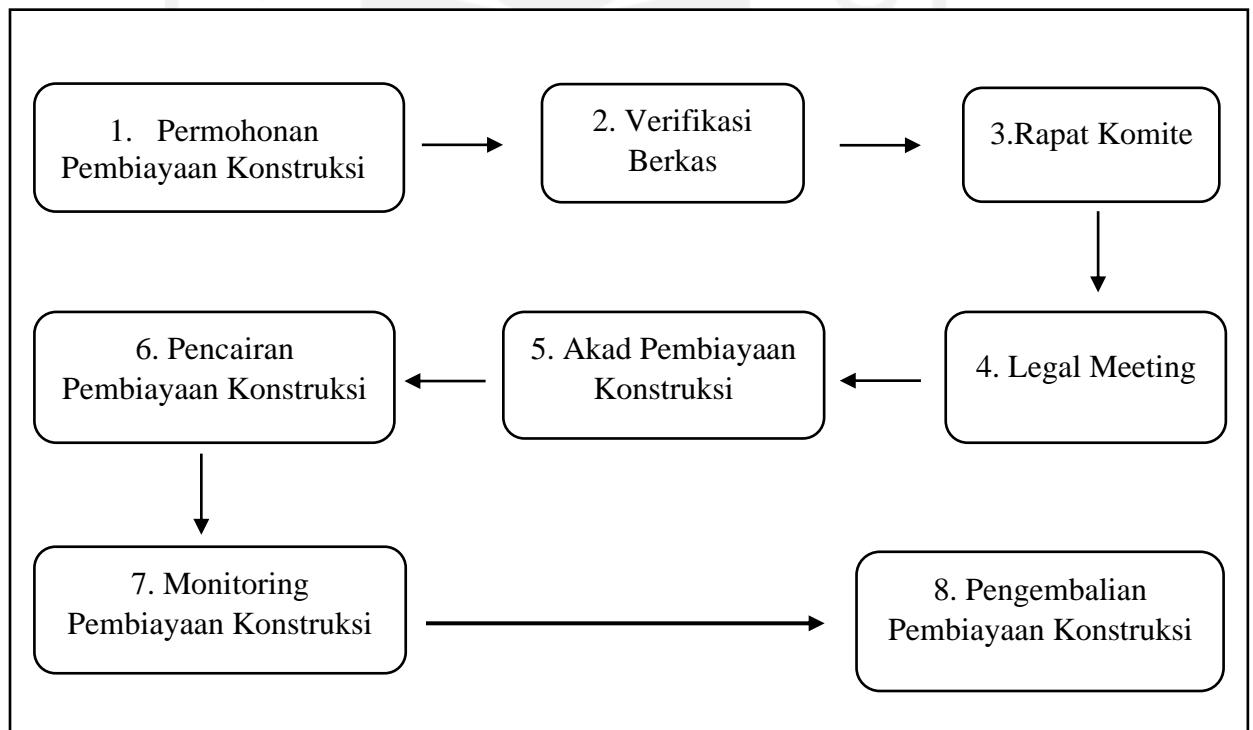 1. Permohonan
Pembiayaan Konstruksi
2. Verifikasi
Berkas
3.Rapat Komite
4. Legal Meeting
5. Akad Pembiayaan
Konstruksi
6. Pencairan
Pembiayaan Konstruksi
7. Monitoring
Pembiayaan Konstruksi
8. Pengembalian
Pembiayaan Konstruksi